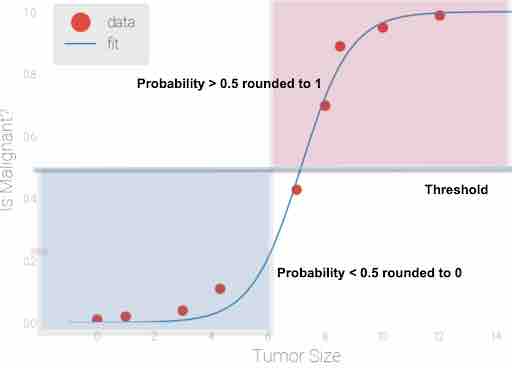 1.0
data
fit
0.8
Probability > 0.5 rounded to 1
0.6
Is Malignant?
Threshold
0.4
0.2
Probability < 0.5 rounded to 0
0.0
0 2 4 6 8 10 12 14
Tumor Size